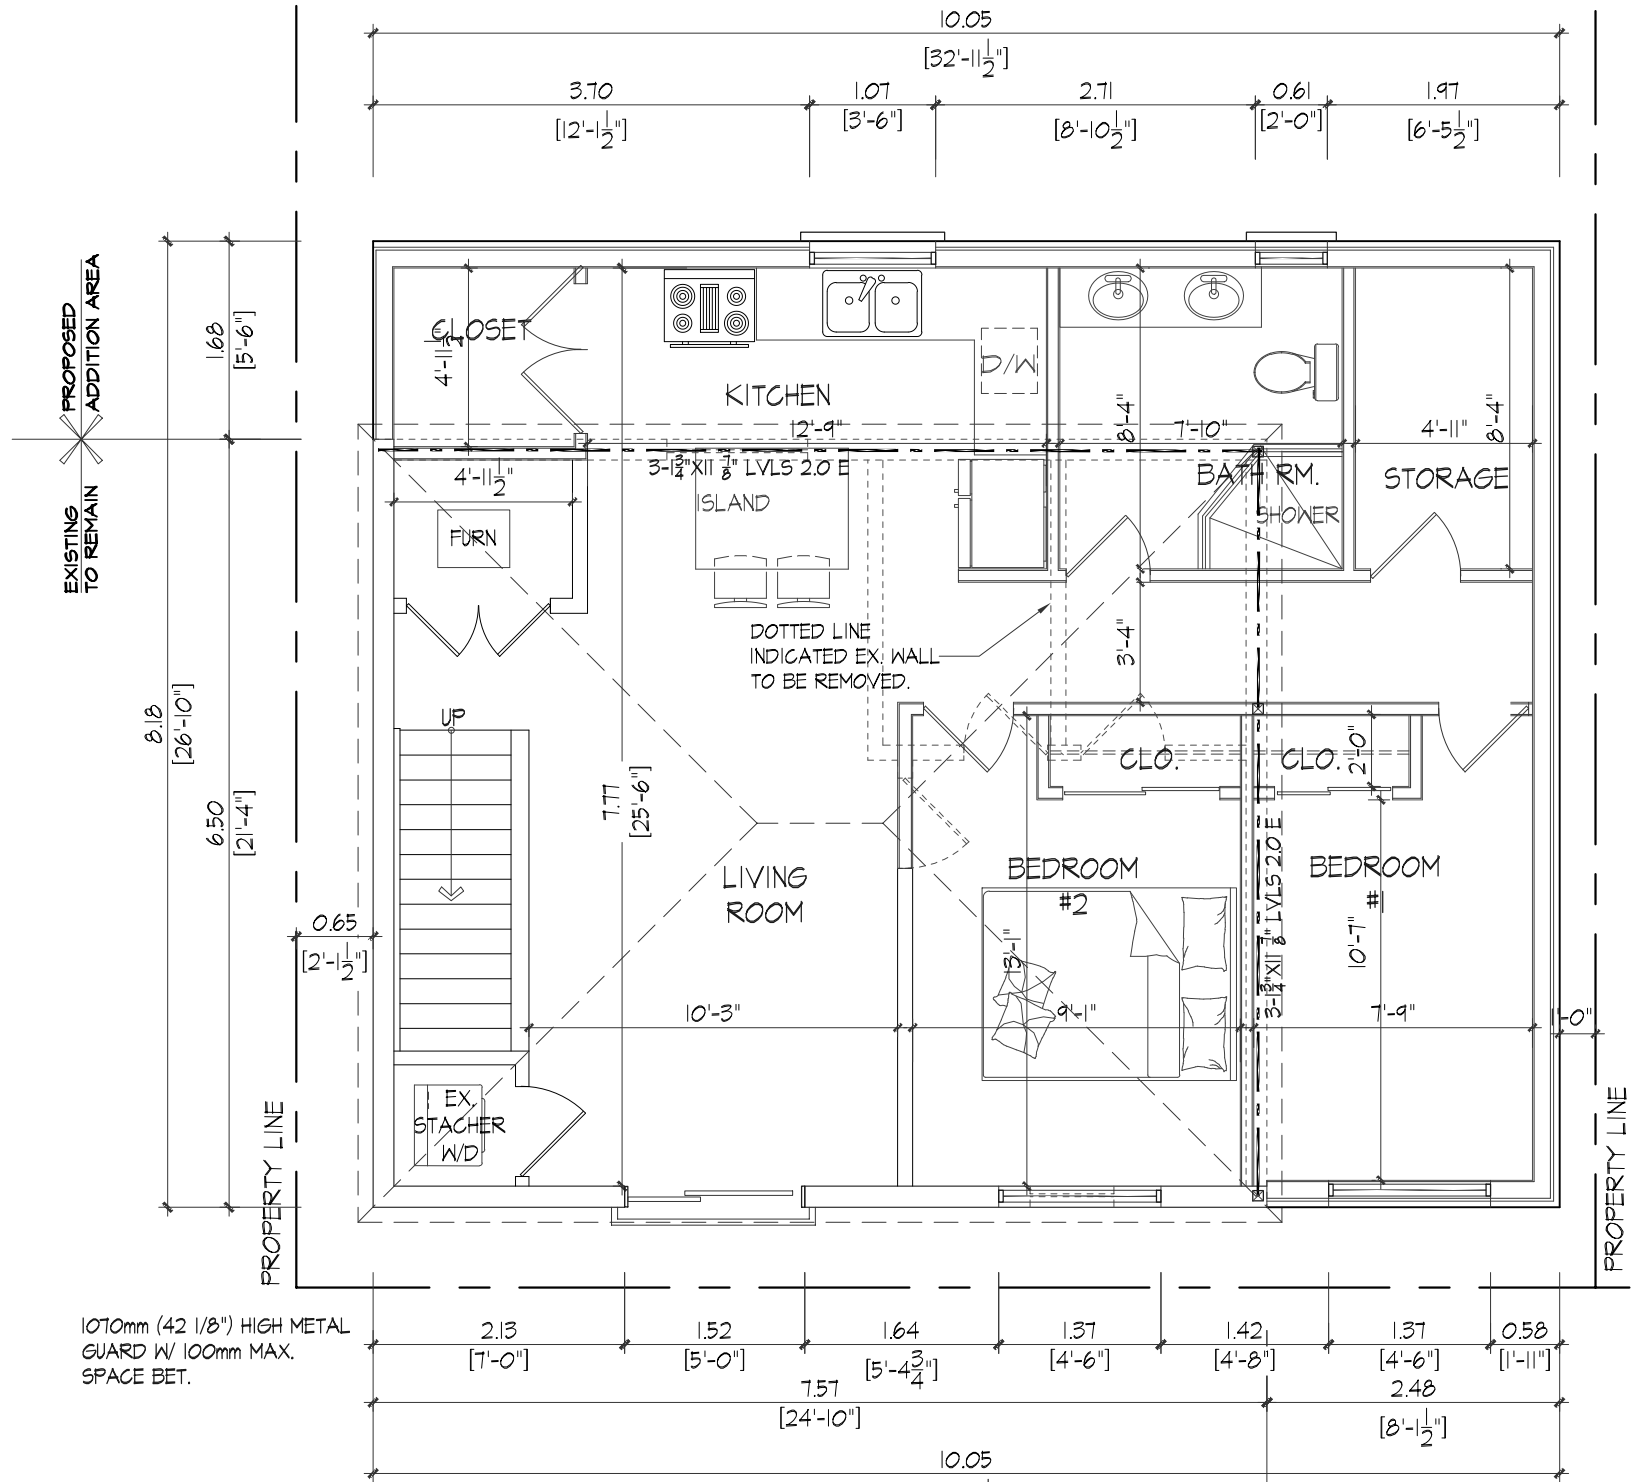 10.05
[32'-11 1/2"]
3.70
[12'-1 1/2"]
1.07
[3'-6"]
2.71
[8'-10 1/2"]
0.61
[2'-0"]
1.97
[6'-5 1/2"]
PROPOSED
ADDITION AREA
EXISTING
TO REMAIN
1.68
[5'-6"]
8.18
[26'-10"]
6.50
[21'-4"]
CLOSET
4'-11 1/2"
KITCHEN
12'-9"
D/W
8'-4"
7'-10"
4'-11"
8'-4"
3-1 3/4"X11 7/8" LVLS 2.0 E
4'-11 1/2"
ISLAND
BATH RM.
STORAGE
SHOWER
FURN
DOTTED LINE
INDICATED EX. WALL
TO BE REMOVED.
3'-4"
UP
CLO.
CLO.
2'-0"
7.77
[25'-6"]
LIVING
ROOM
BEDROOM
#2
BEDROOM
#1
3-1 3/4"X11 7/8" LVLS 2.0 E
0.65
[2'-1 1/2"]
13'-1"
10'-7"
10'-3"
9'-1"
7'-9"
1'-0"
EX.
STACHER
W/D
PROPERTY LINE
PROPERTY LINE
1070mm (42 1/8") HIGH METAL
GUARD W/ 100mm MAX.
SPACE BET.
2.13
[7'-0"]
1.52
[5'-0"]
1.64
[5'-4 3/4"]
1.37
[4'-6"]
1.42
[4'-8"]
1.37
[4'-6"]
0.58
[1'-11"]
7.57
[24'-10"]
2.48
[8'-1 1/2"]
10.05